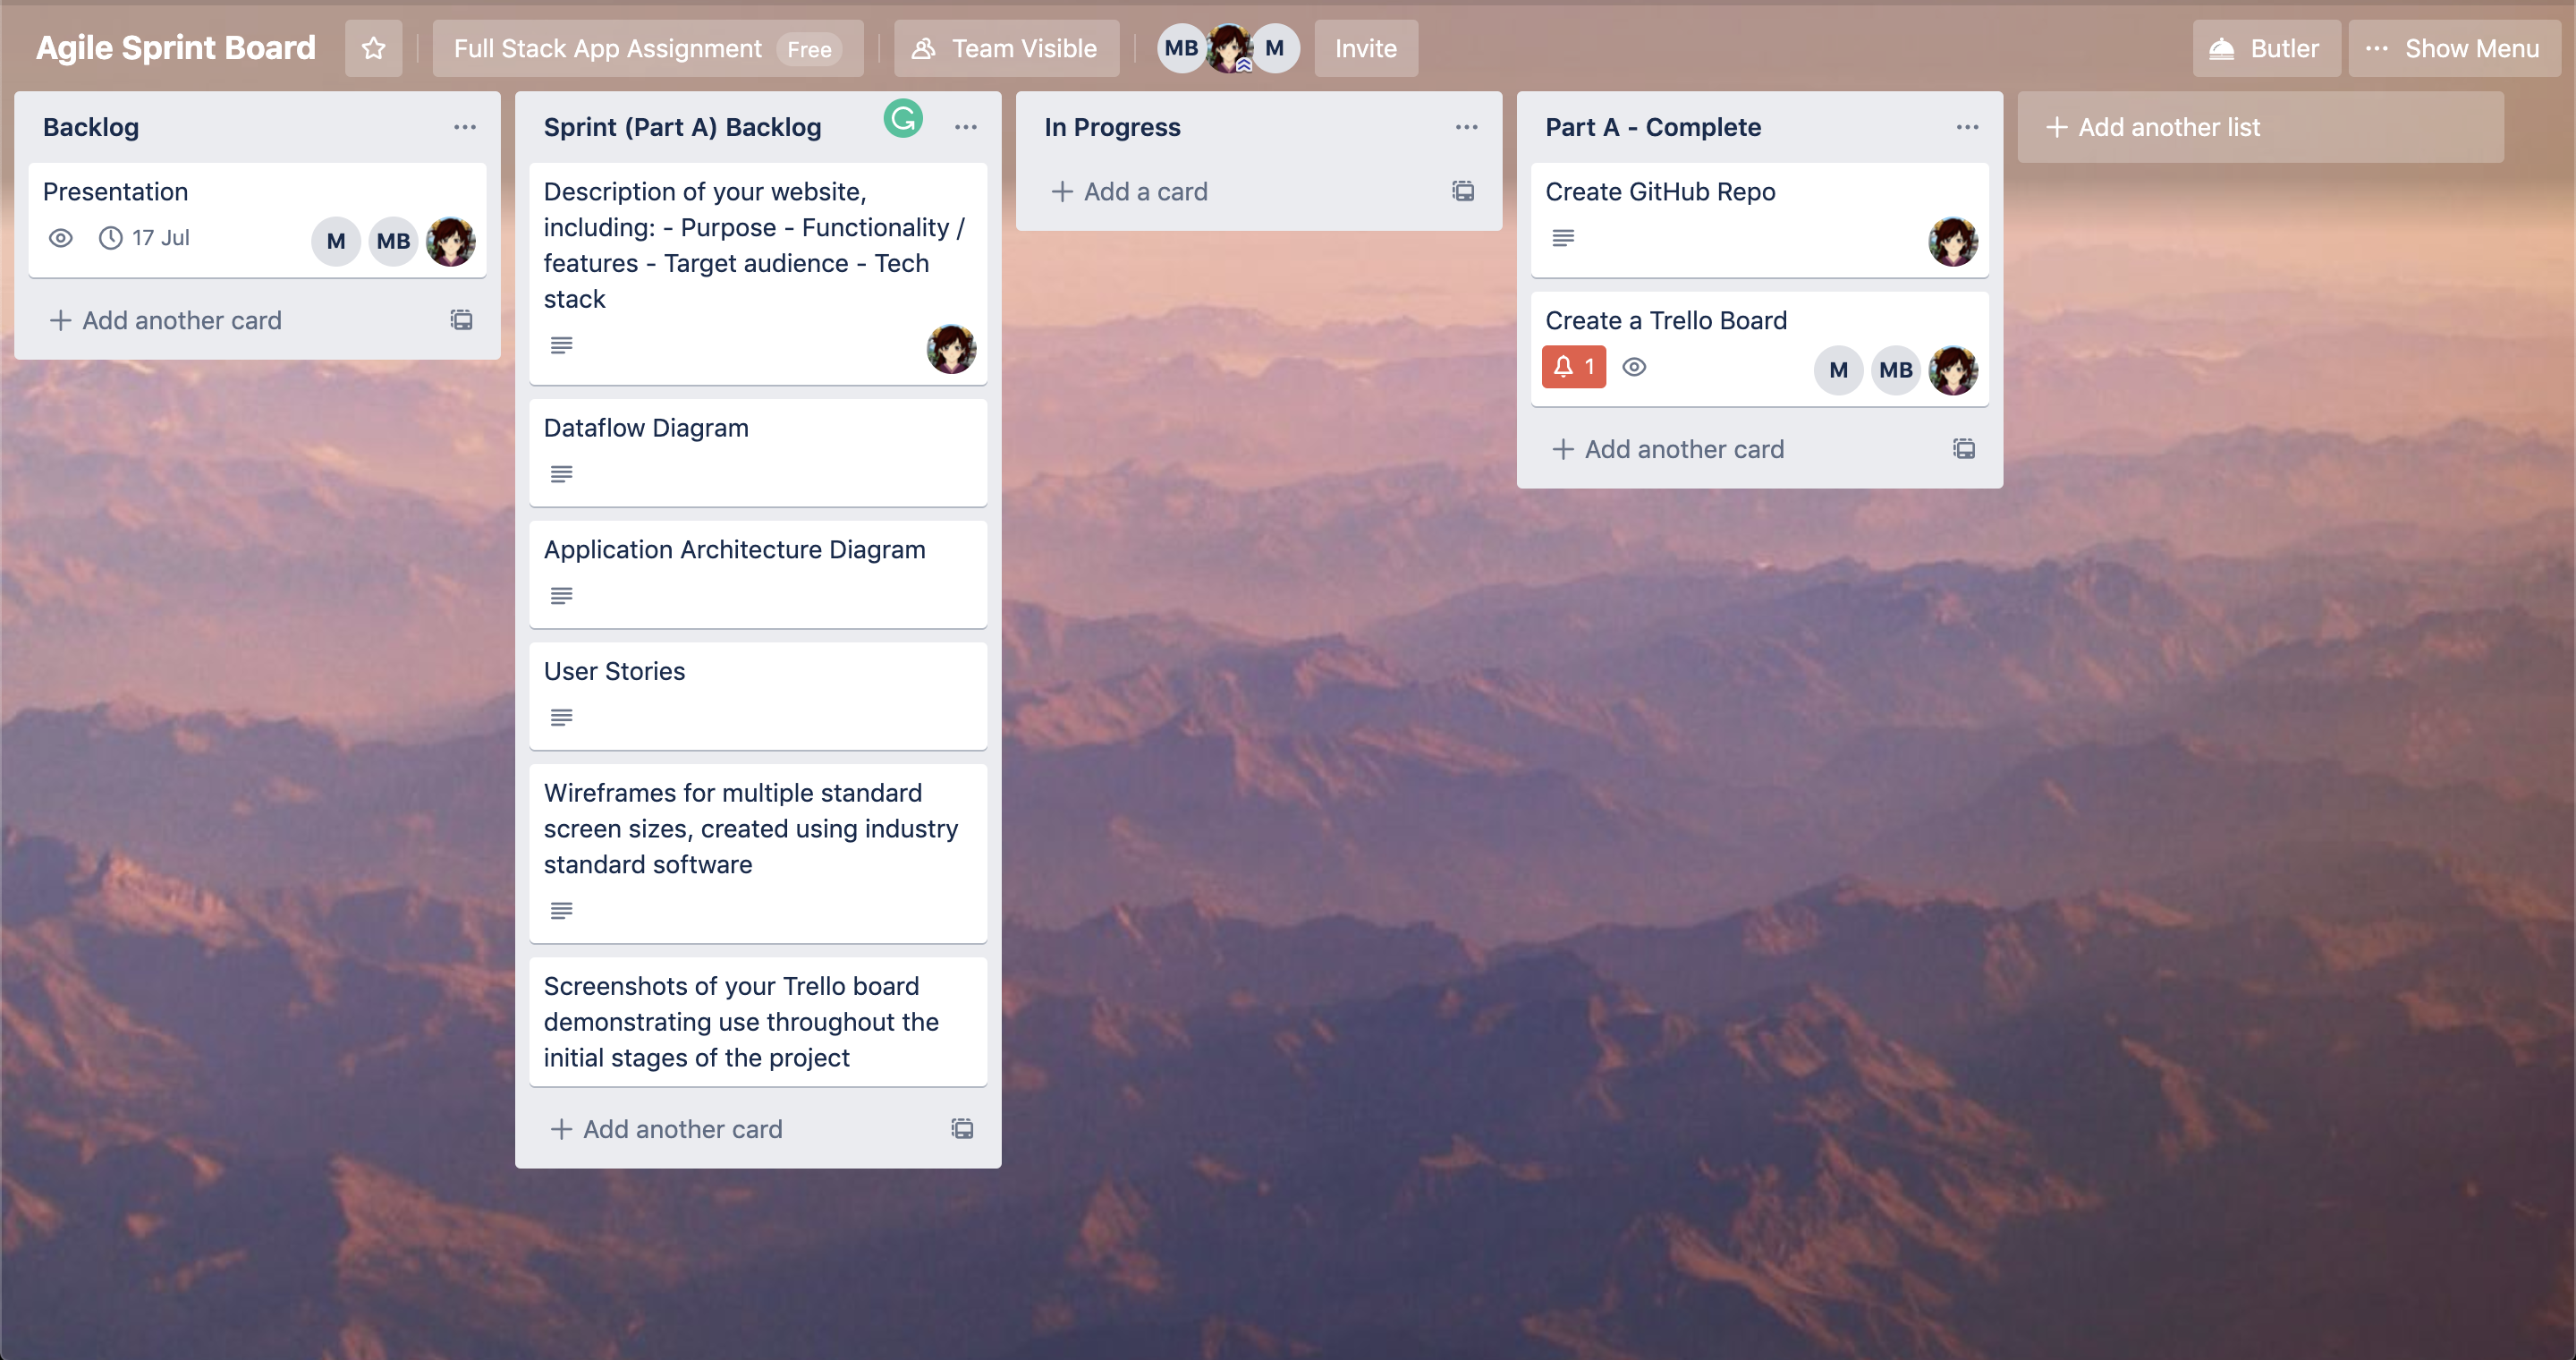 Agile Sprint Board
Full Stack App Assignment Free
Team Visible
MB M
Invite
Butler
Show Menu
Backlog
Presentation
17 Jul
M MB
+ Add another card
Sprint (Part A) Backlog
Description of your website,
including: - Purpose - Functionality /
features - Target audience - Tech
stack
Dataflow Diagram
Application Architecture Diagram
User Stories
Wireframes for multiple standard
screen sizes, created using industry
standard software
Screenshots of your Trello board
demonstrating use throughout the
initial stages of the project
+ Add another card
In Progress
+ Add a card
Part A - Complete
Create GitHub Repo
Create a Trello Board
1
M MB
+ Add another card
+ Add another list